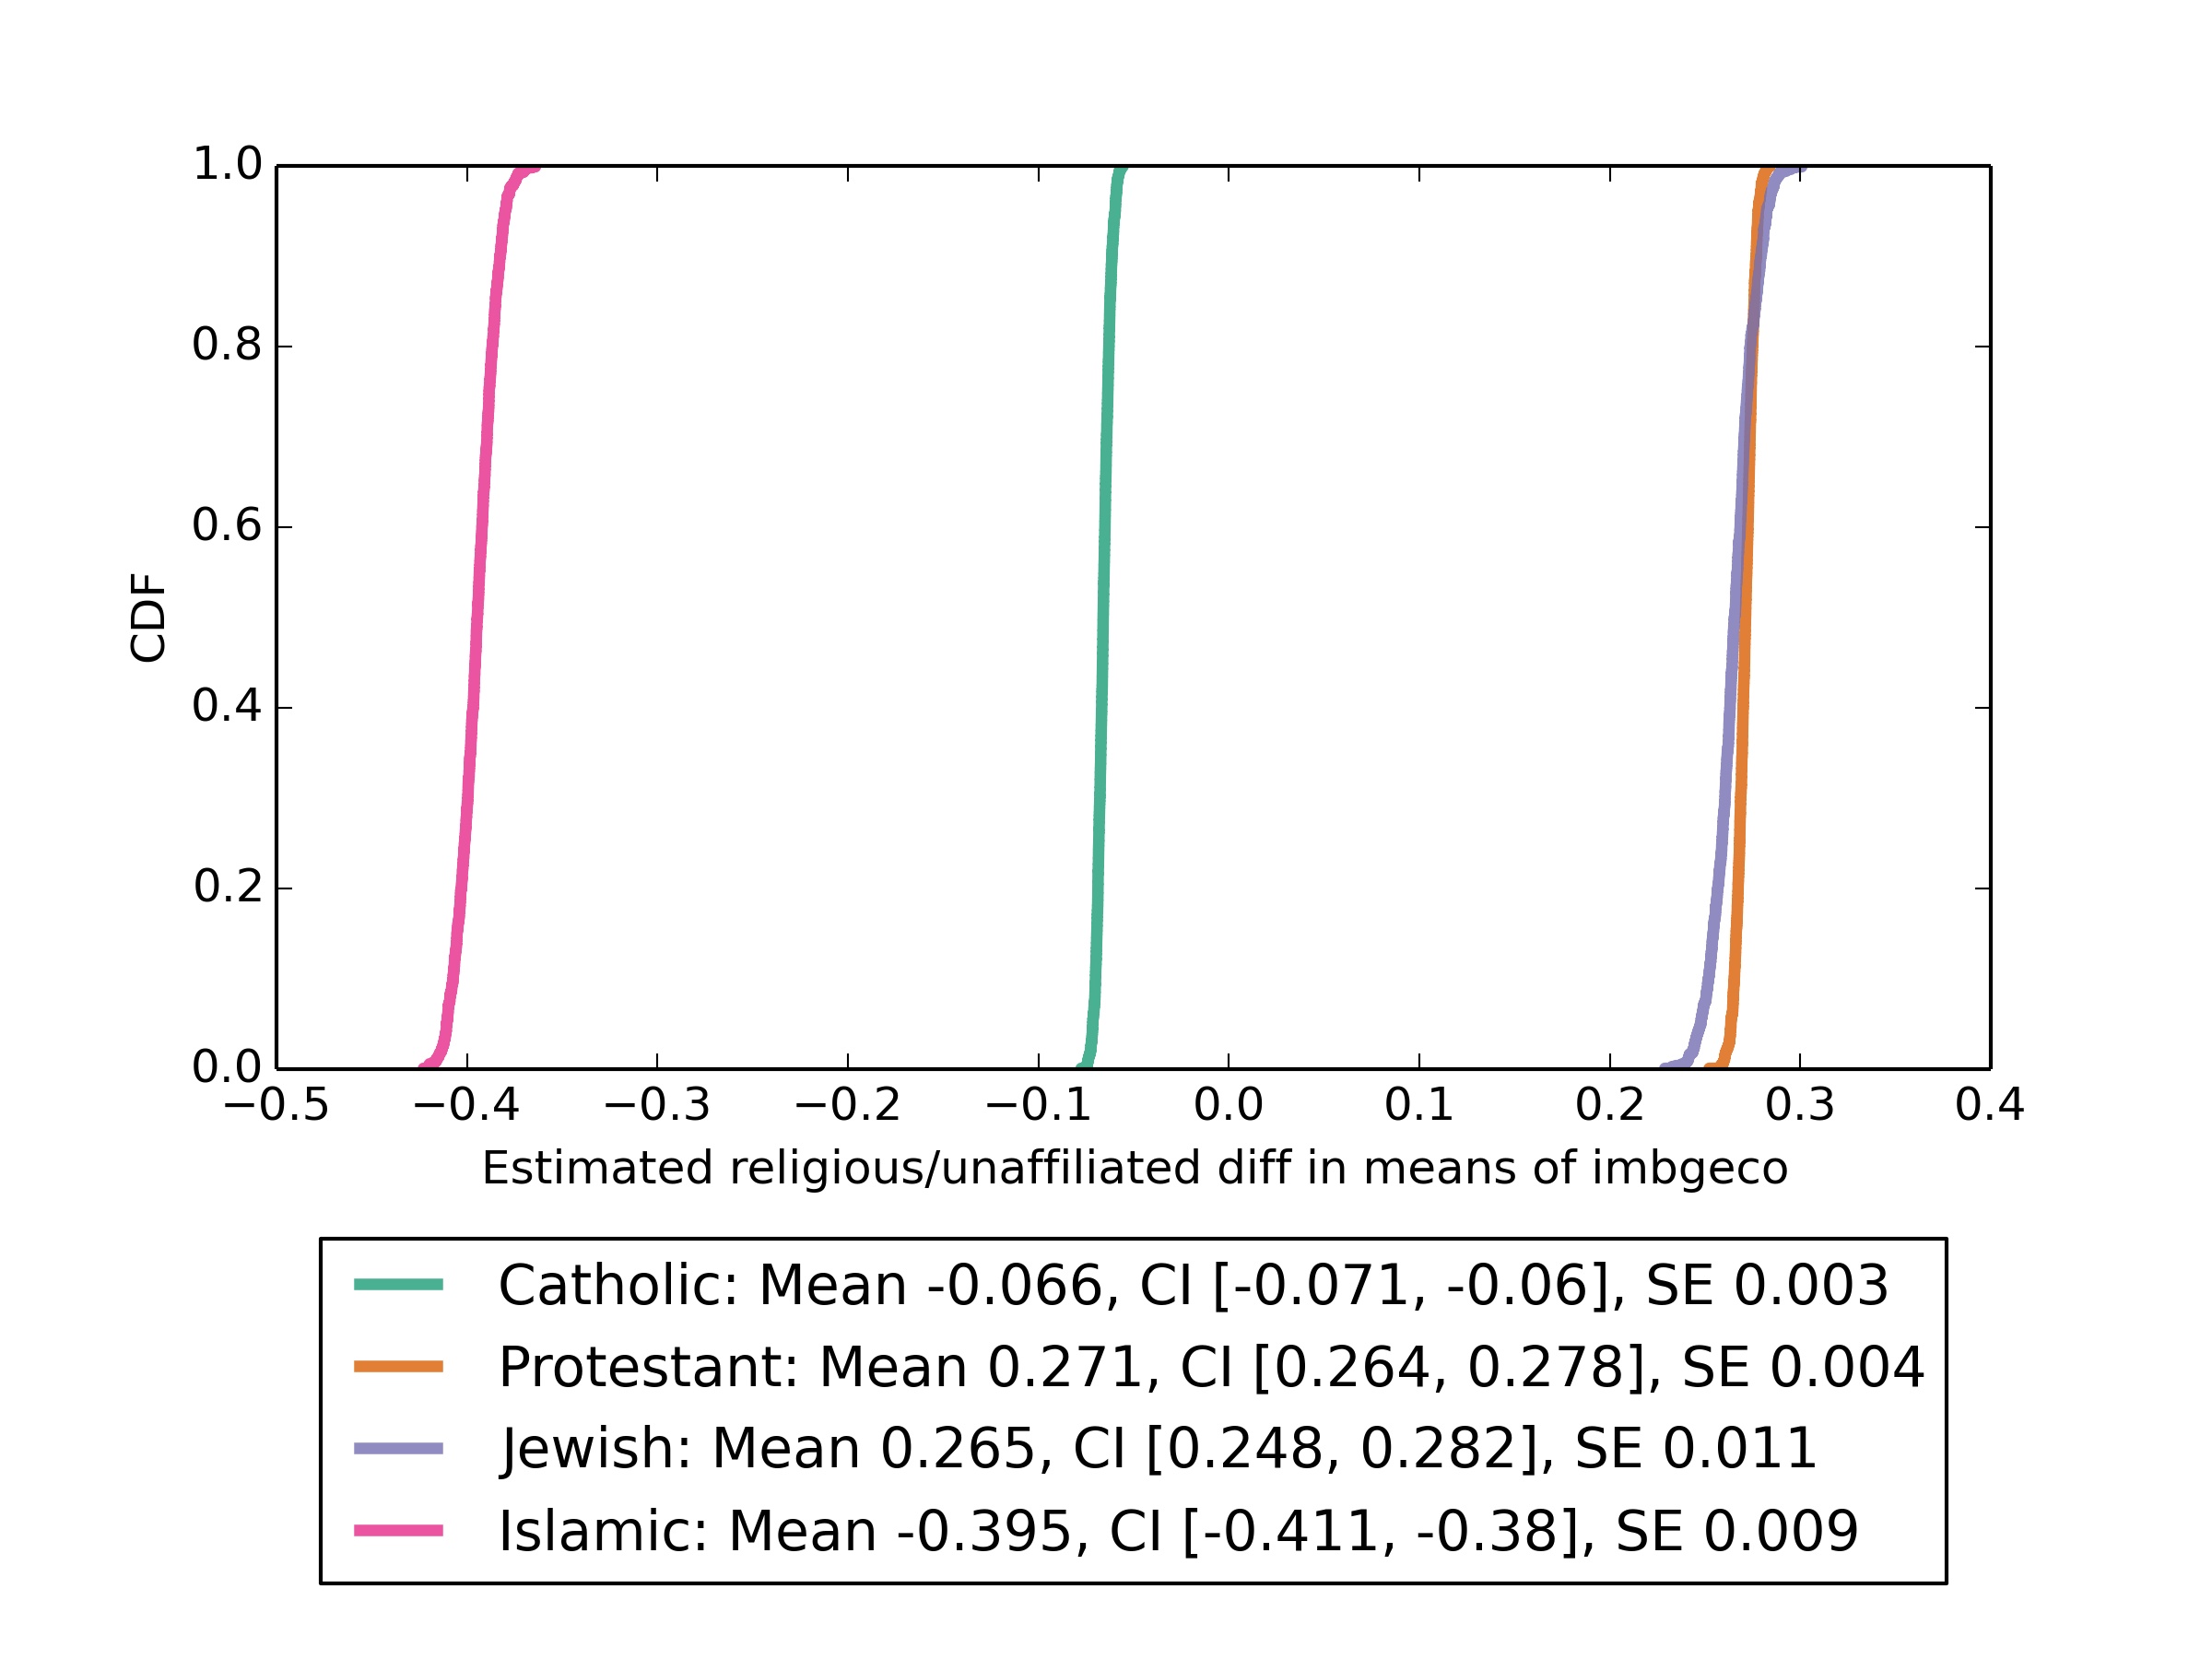 1.0
0.8
0.6
0.4
0.2
0.0
CDF
−0.5 −0.4 −0.3 −0.2 −0.1 0.0 0.1 0.2 0.3 0.4
Estimated religious/unaffiliated diff in means of imbgeco
Catholic: Mean -0.066, CI [-0.071, -0.06], SE 0.003
Protestant: Mean 0.271, CI [0.264, 0.278], SE 0.004
Jewish: Mean 0.265, CI [0.248, 0.282], SE 0.011
Islamic: Mean -0.395, CI [-0.411, -0.38], SE 0.009